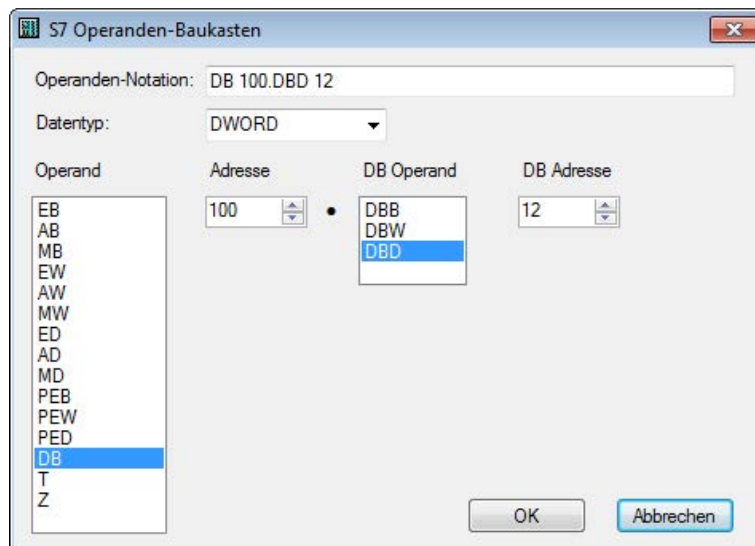 S7 Operanden-Baukasten
Operanden-Notation: DB 100.DBD 12
Datentyp: DWORD
Operand Adresse DB Operand DB Adresse
EB 100 • DBB 12
AB DBW
MB DBD
EW
AW
MW
ED
AD
MD
PEB
PEW
PED
DB
T
Z
OK Abbrechen